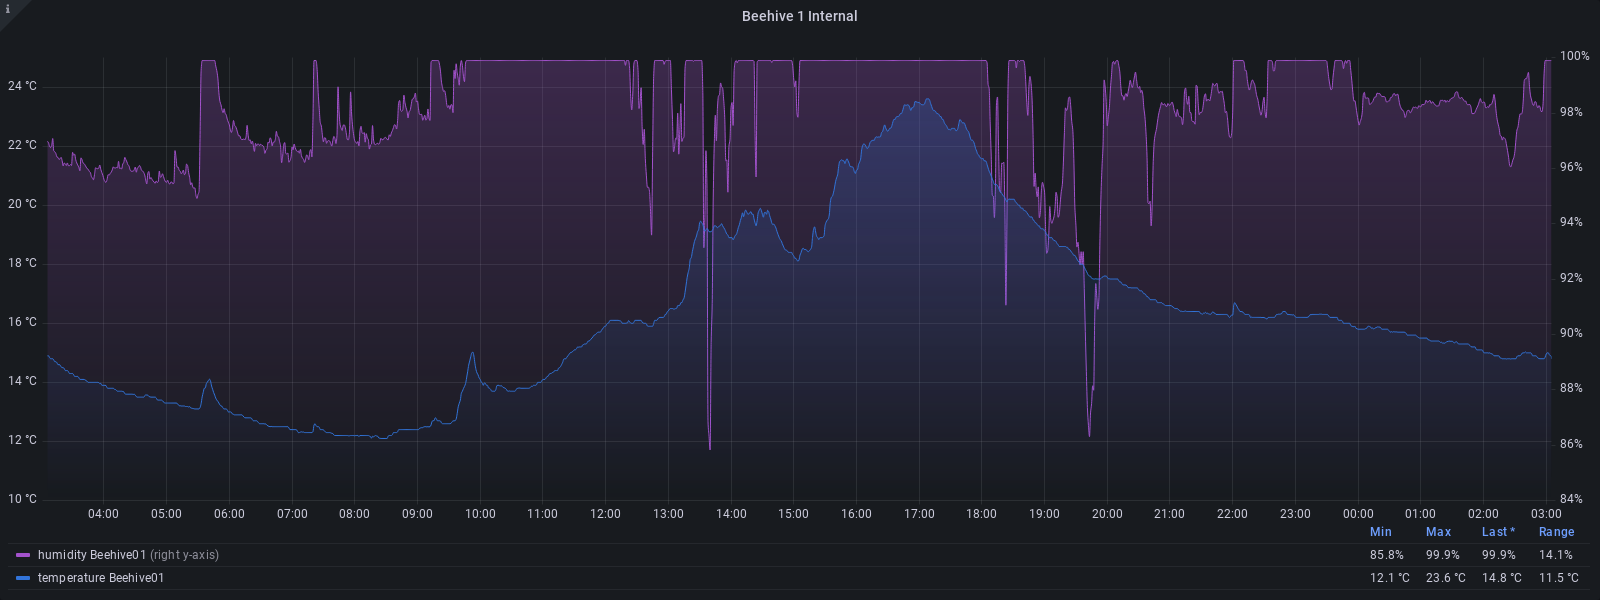 i
Beehive 1 Internal
24 °C
22 °C
20 °C
18 °C
16 °C
14 °C
12 °C
10 °C
100%
98%
96%
94%
92%
90%
88%
86%
84%
04:00 05:00 06:00 07:00 08:00 09:00 10:00 11:00 12:00 13:00 14:00 15:00 16:00 17:00 18:00 19:00 20:00 21:00 22:00 23:00 00:00 01:00 02:00 03:00
Min Max Last * Range
humidity Beehive01 (right y-axis) 85.8% 99.9% 99.9% 14.1%
temperature Beehive01 12.1 °C 23.6 °C 14.8 °C 11.5 °C